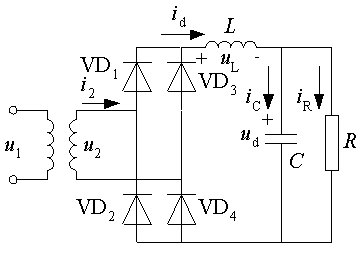 i_d
L
VD_1
+ u_L -
VD_3
i_2
i_C
i_R
+
u_1
u_2
u_d
C
R
VD_2
VD_4